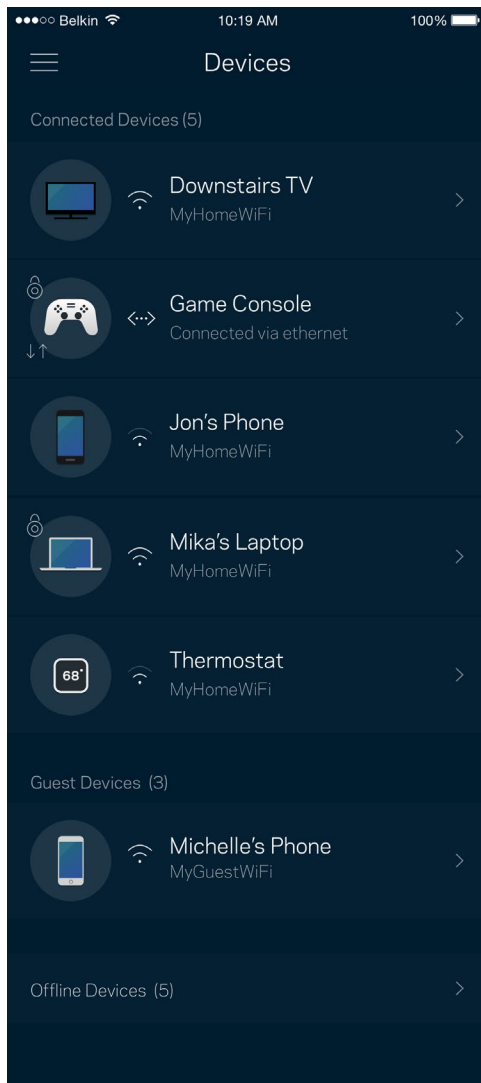 Belkin 10:19 AM 100%
Devices
Connected Devices (5)
Downstairs TV
MyHomeWiFi
Game Console
Connected via ethernet
Jon's Phone
MyHomeWiFi
Mika's Laptop
MyHomeWiFi
68°
Thermostat
MyHomeWiFi
Guest Devices (3)
Michelle's Phone
MyGuestWiFi
Offline Devices (5)